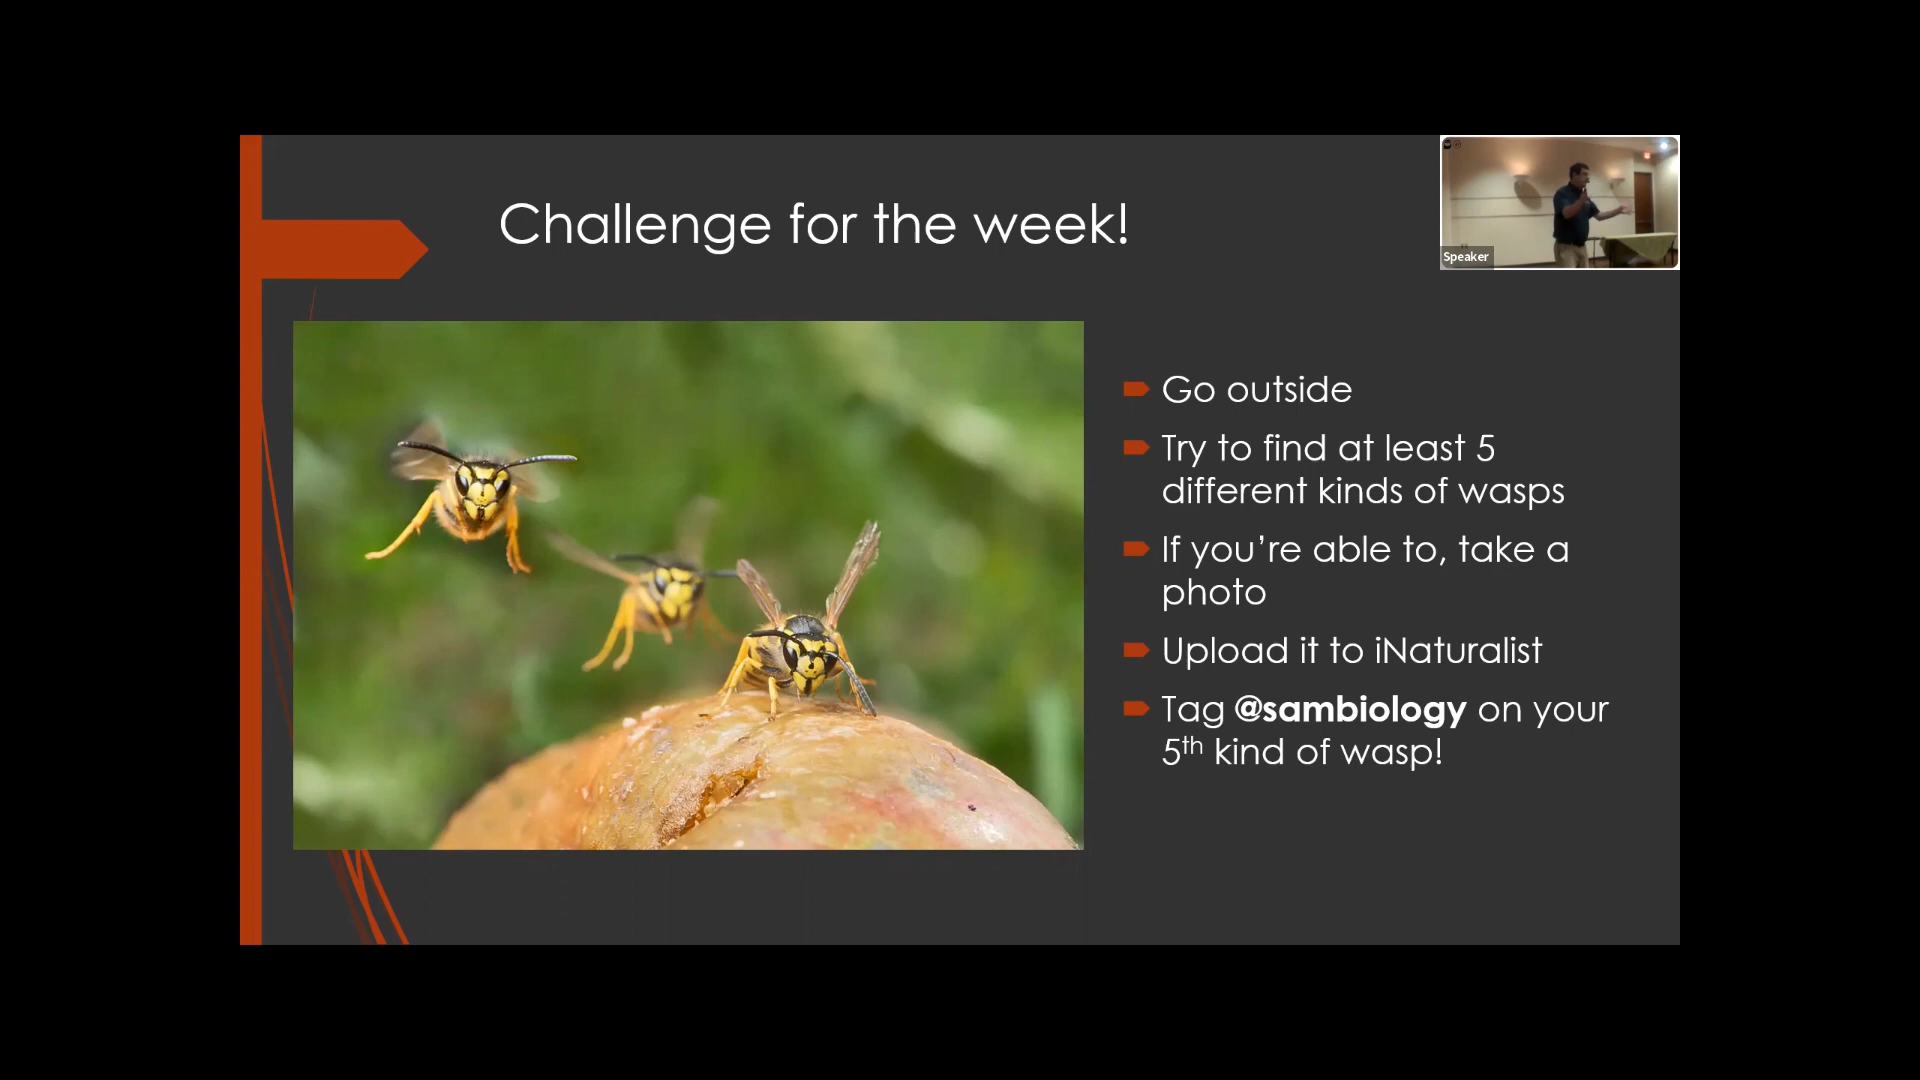 Challenge for the week!
Speaker
Go outside
Try to find at least 5
different kinds of wasps
If you’re able to, take a
photo
Upload it to iNaturalist
Tag @sambiology on your
5th kind of wasp!